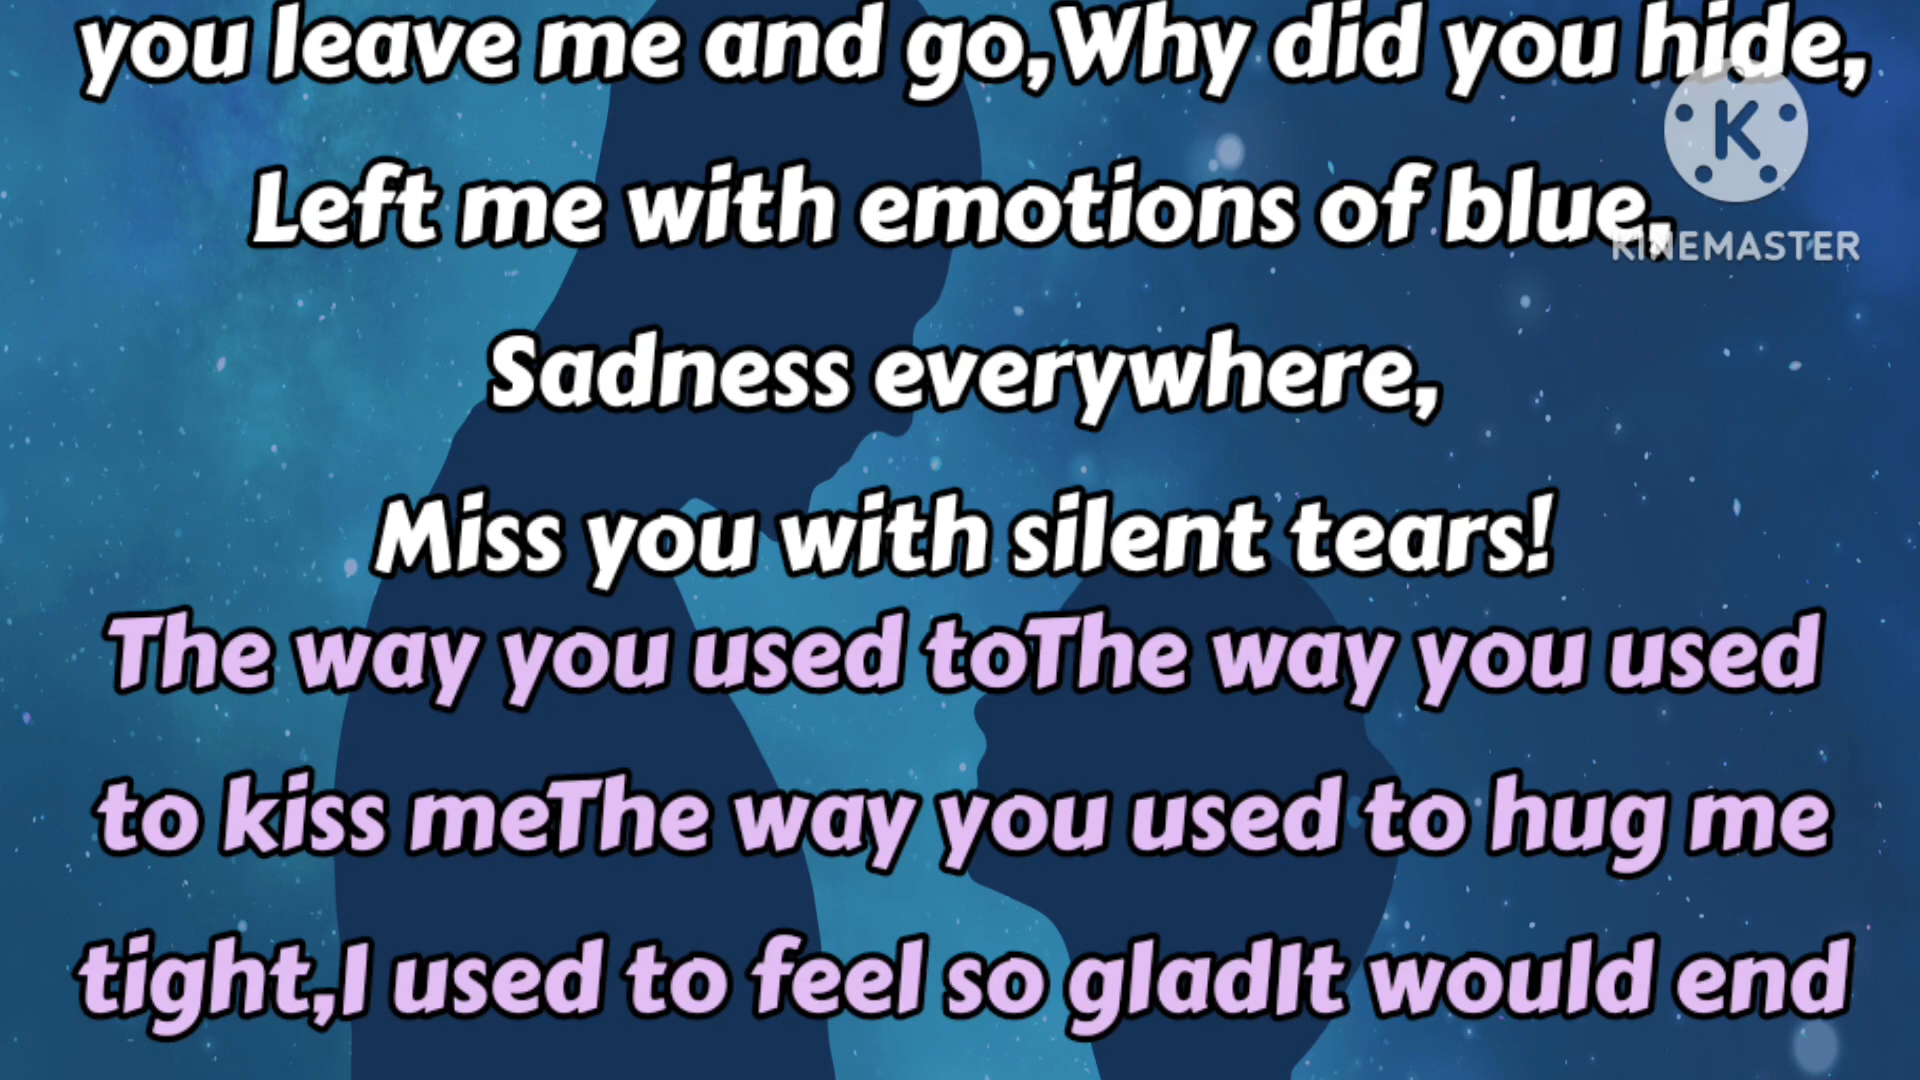 you leave me and go,Why did you hide,
Left me with emotions of blue,
Sadness everywhere,
Miss you with silent tears!
The way you used toThe way you used
to kiss meThe way you used to hug me
tight,I used to feel so gladIt would end
K
KINEMASTER